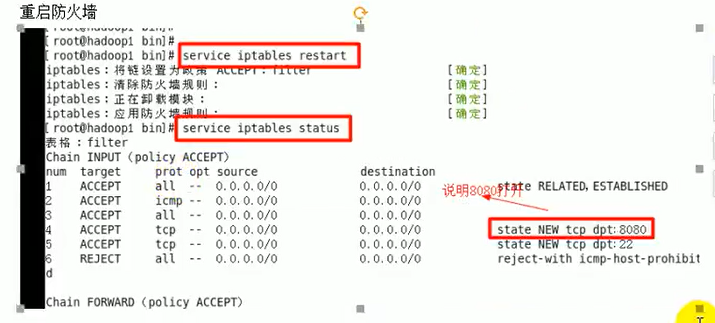 重启防火墙
[root@hadoop1 bin]#
[root@hadoop1 bin]#
[root@hadoop1 bin]# service iptables restart
iptables：将链设置为政策 ACCEPT：filter [确定]
iptables：清除防火墙规则： [确定]
iptables：正在卸载模块： [确定]
iptables：应用防火墙规则： [确定]
[root@hadoop1 bin]# service iptables status
表格：filter
Chain INPUT (policy ACCEPT)
num target prot opt source destination
1 ACCEPT all -- 0.0.0.0/0 0.0.0.0/0 state RELATED,ESTABLISHED
说明8080打开
2 ACCEPT icmp -- 0.0.0.0/0 0.0.0.0/0
3 ACCEPT all -- 0.0.0.0/0 0.0.0.0/0
4 ACCEPT tcp -- 0.0.0.0/0 0.0.0.0/0 state NEW tcp dpt:8080
5 ACCEPT tcp -- 0.0.0.0/0 0.0.0.0/0 state NEW tcp dpt:22
6 REJECT all -- 0.0.0.0/0 0.0.0.0/0 reject-with icmp-host-prohibit
d
Chain FORWARD (policy ACCEPT)